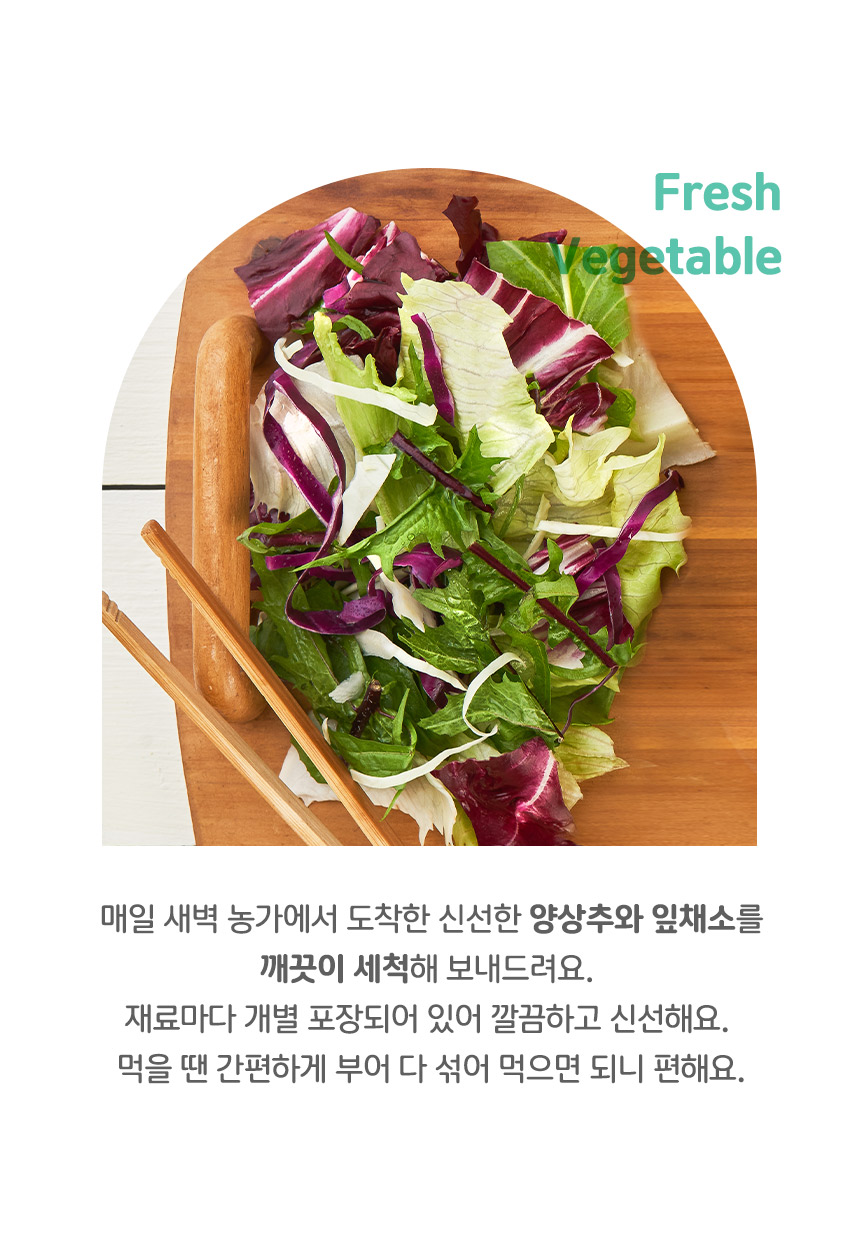 Fresh
Vegetable
매일 새벽 농가에서 도착한 신선한 양상추와 잎채소를
깨끗이 세척해 보내드려요.
재료마다 개별 포장되어 있어 깔끔하고 신선해요.
먹을 땐 간편하게 부어 다 섞어 먹으면 되니 편해요.